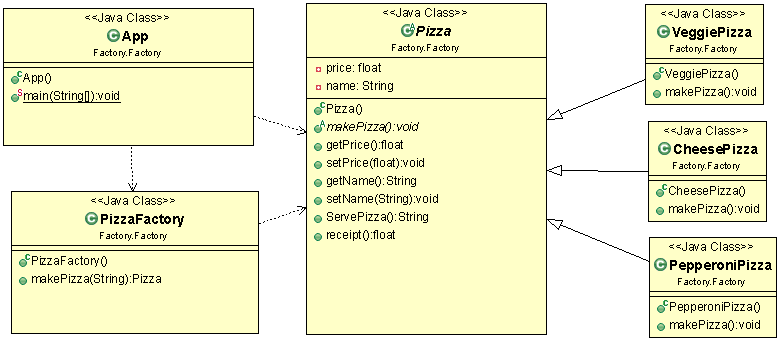 <<Java Class>>
App
Factory.Factory
App()
main(String[]):void
<<Java Class>>
PizzaFactory
Factory.Factory
PizzaFactory()
makePizza(String):Pizza
<<Java Class>>
Pizza
Factory.Factory
price: float
name: String
Pizza()
makePizza():void
getPrice():float
setPrice(float):void
getName():String
setName(String):void
ServePizza():String
receipt():float
<<Java Class>>
VeggiePizza
Factory.Factory
VeggiePizza()
makePizza():void
<<Java Class>>
CheesePizza
Factory.Factory
CheesePizza()
makePizza():void
<<Java Class>>
PepperoniPizza
Factory.Factory
PepperoniPizza()
makePizza():void